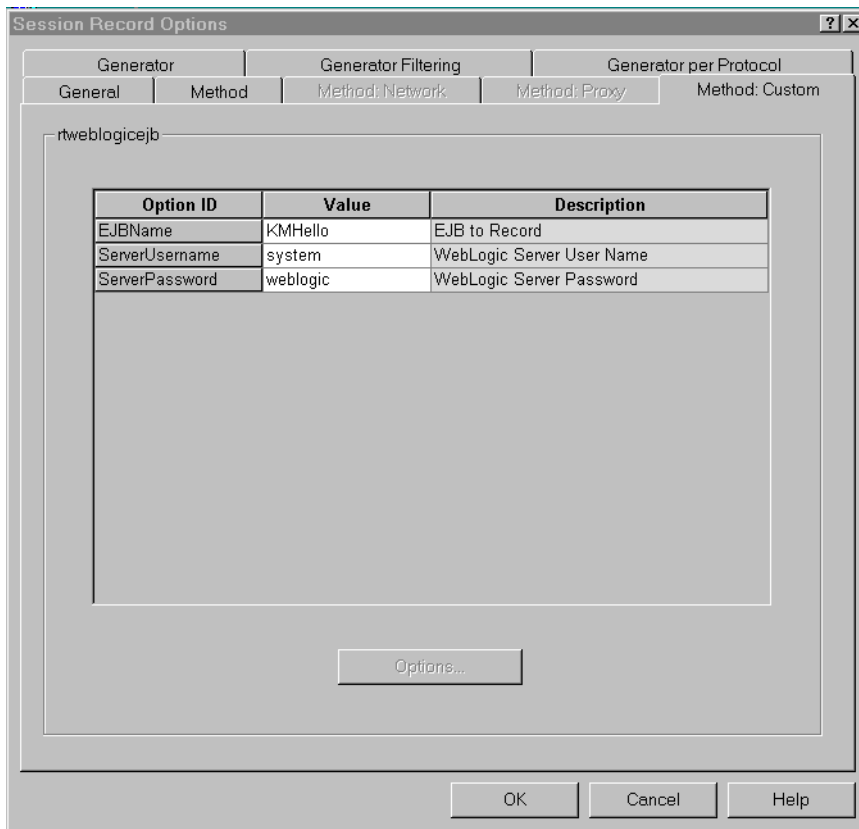 Session Record Options
Generator Generator Filtering Generator per Protocol
General Method Method: Network Method: Proxy Method: Custom
rtweblogicejb
Option ID Value Description
EJBName KMHello EJB to Record
ServerUsername system WebLogic Server User Name
ServerPassword weblogic WebLogic Server Password
Options...
OK Cancel Help